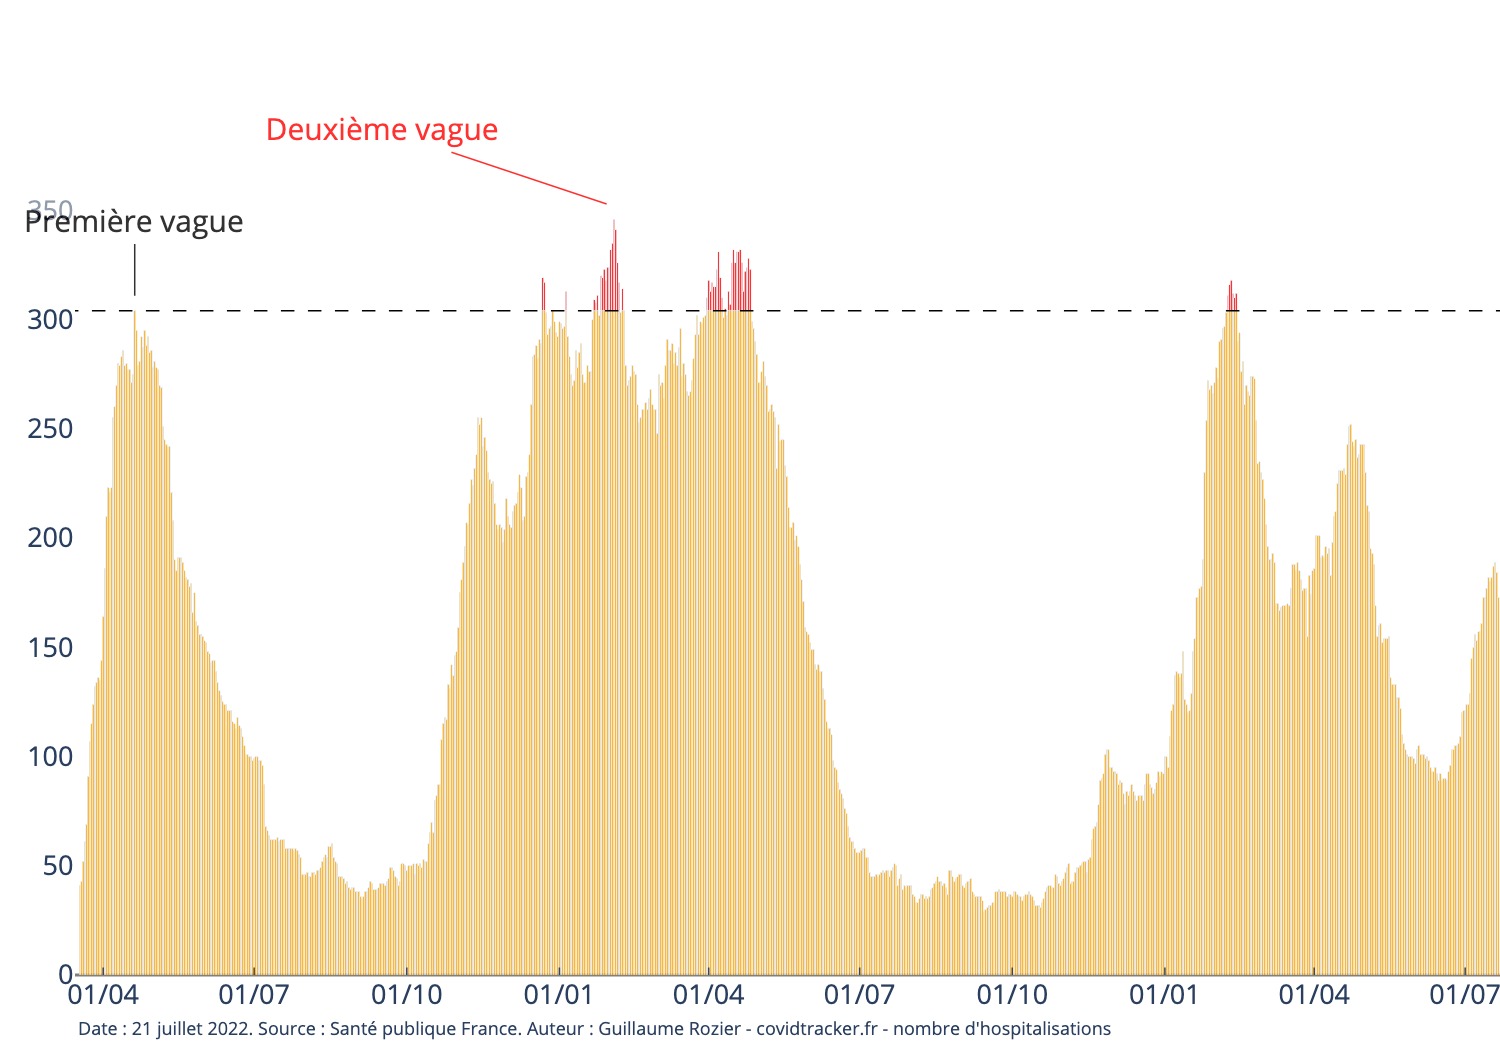 Deuxième vague
350
Première vague
300
250
200
150
100
50
0
01/04 01/07 01/10 01/01 01/04 01/07 01/10 01/01 01/04 01/07
Date : 21 juillet 2022. Source : Santé publique France. Auteur : Guillaume Rozier - covidtracker.fr - nombre d'hospitalisations